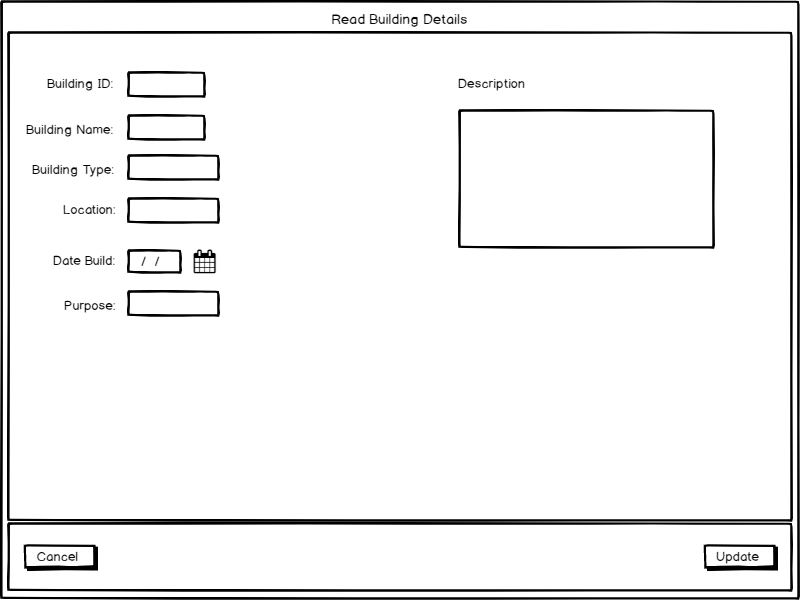 Read Building Details
Building ID:
Description
Building Name:
Building Type:
Location:
Date Build: / /
Purpose:
Cancel
Update